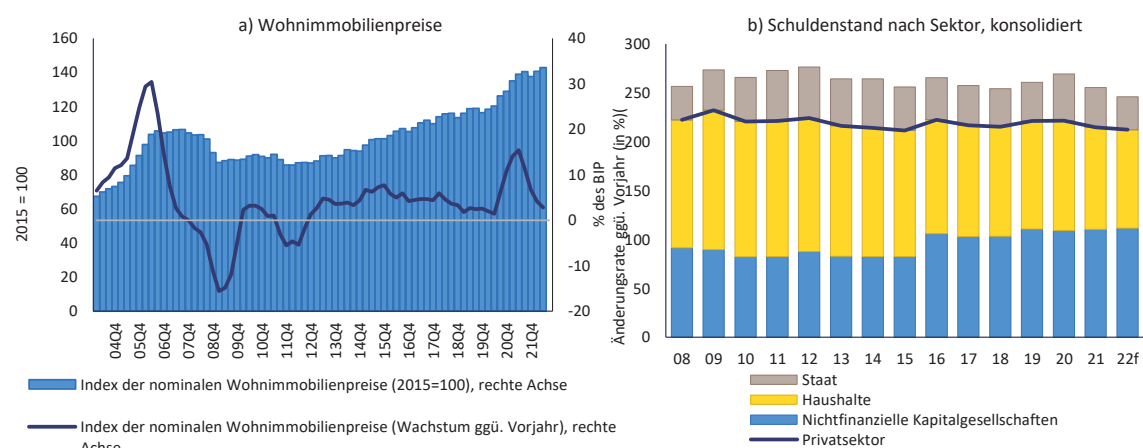 a) Wohnimmobilienpreise
160
140
120
100
80
60
40
20
0
2015 = 100
40
30
20
10
0
-10
-20
% des BIP
04Q4 05Q4 06Q4 07Q4 08Q4 09Q4 10Q4 11Q4 12Q4 13Q4 14Q4 15Q4 16Q4 17Q4 18Q4 19Q4 20Q4 21Q4
Index der nominalen Wohnimmobilienpreise (2015=100), rechte Achse
Index der nominalen Wohnimmobilienpreise (Wachstum ggü. Vorjahr), rechte
Achse
b) Schuldenstand nach Sektor, konsolidiert
300
250
200
150
100
50
0
Änderungsrate ggü. Vorjahr (in %)(
08 09 10 11 12 13 14 15 16 17 18 19 20 21 22f
Staat
Haushalte
Nichtfinanzielle Kapitalgesellschaften
Privatsektor